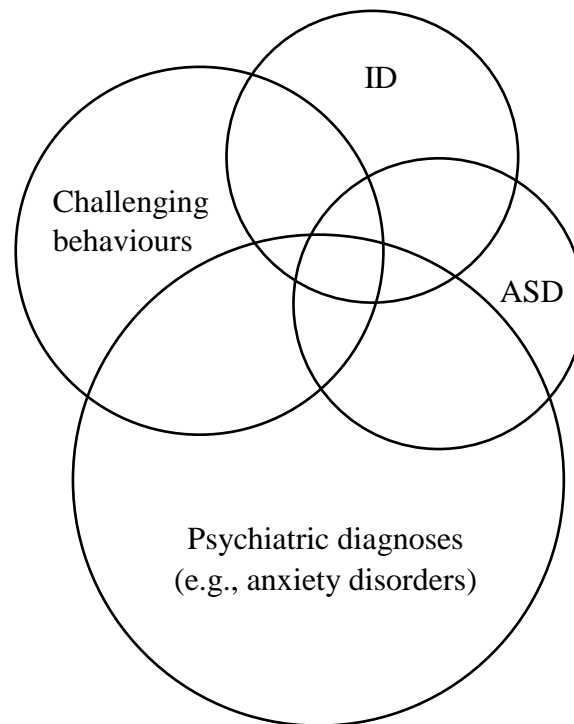 ID
Challenging
behaviours
ASD
Psychiatric diagnoses
(e.g., anxiety disorders)